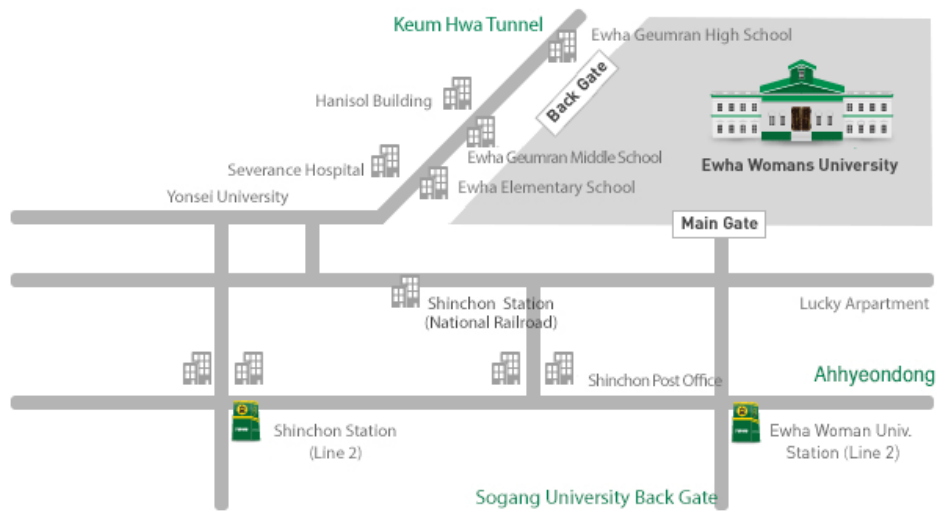 Keum Hwa Tunnel
Ewha Geumran High School
Back Gate
Hanisol Building
Ewha Geumran Middle School
Ewha Womans University
Severance Hospital
Ewha Elementary School
Yonsei University
Main Gate
Shinchon Station
(National Railroad)
Lucky Arpartment
Shinchon Post Office
Ahhyeondong
Shinchon Station
(Line 2)
Ewha Woman Univ.
Station (Line 2)
Sogang University Back Gate